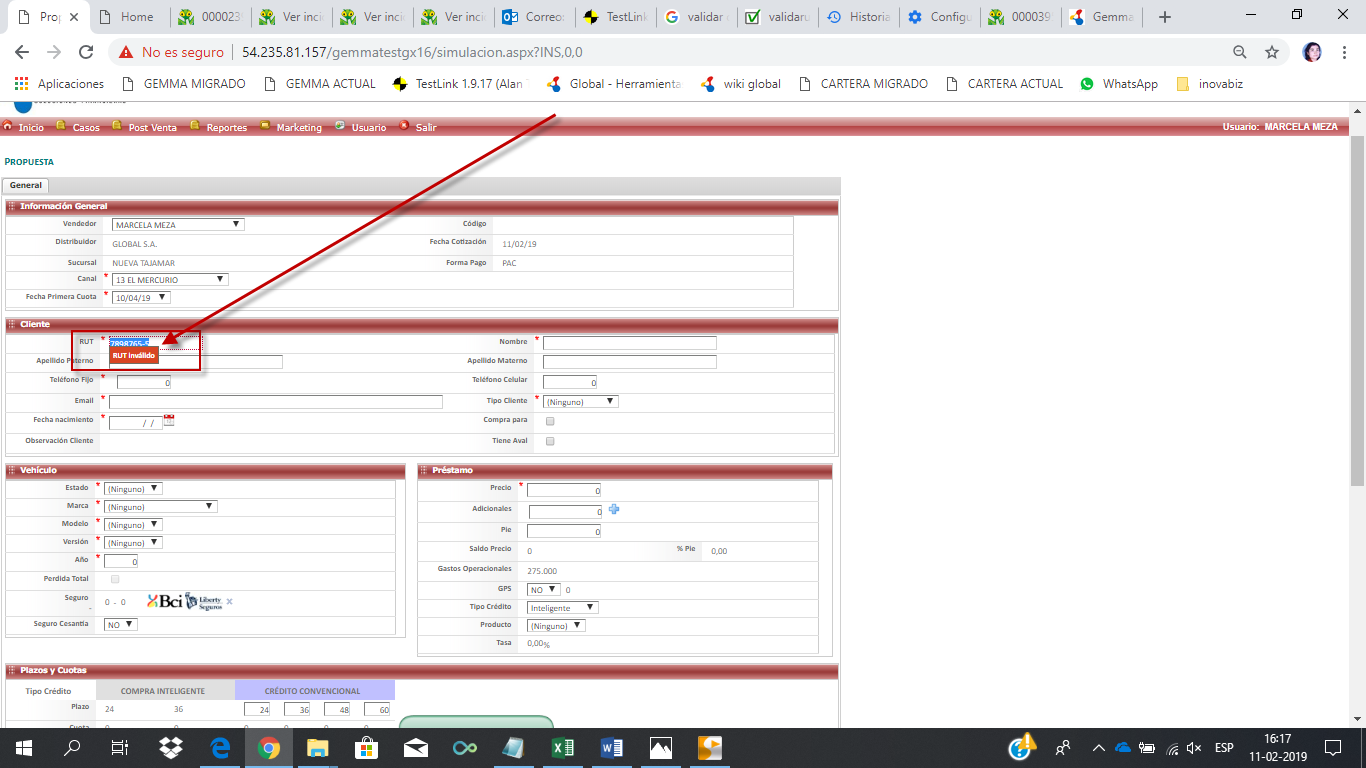 Prop
Home
000023
Ver inci
Ver inci
Ver inci
Correo:
TestLink
validar
validaru
Historia
Configu
000039
Gemma
No es seguro | 54.235.81.157/gemmatestgx16/simulacion.aspx?INS,0,0
Aplicaciones GEMMA MIGRADO GEMMA ACTUAL TestLink 1.9.17 (Alan Global - Herramienta wiki global CARTERA MIGRADO CARTERA ACTUAL WhatsApp inovabiz
Inicio Casos Post Venta Reportes Marketing Usuario Salir Usuario: MARCELA MEZA
PROPUESTA
General
Información General
Vendedor MARCELA MEZA Código
Distribuidor GLOBAL S.A. Fecha Cotización 11/02/19
Sucursal NUEVA TAJAMAR Forma Pago PAC
Canal * 13 EL MERCURIO
Fecha Primera Cuota * 10/04/19
Cliente
RUT * 7898765-5 Nombre *
RUT inválido
Apellido Paterno Apellido Materno
Teléfono Fijo * 0 Teléfono Celular 0
Email * Tipo Cliente * (Ninguno)
Fecha nacimiento * / / Compra para
Observación Cliente Tiene Aval
Vehículo
Estado * (Ninguno)
Marca * (Ninguno)
Modelo * (Ninguno)
Versión * (Ninguno)
Año * 0
Perdida Total
Seguro - 0 - 0 Bci Liberty Seguros
Seguro Cesantía NO
Préstamo
Precio * 0
Adicionales 0
Pie 0
Saldo Precio 0 % Pie 0,00
Gastos Operacionales 275.000
GPS NO 0
Tipo Crédito Inteligente
Producto (Ninguno)
Tasa 0,00%
Plazos y Cuotas
Tipo Crédito COMPRA INTELIGENTE CRÉDITO CONVENCIONAL
Plazo 24 36 24 36 48 60
Cuota
ESP
16:17
11-02-2019